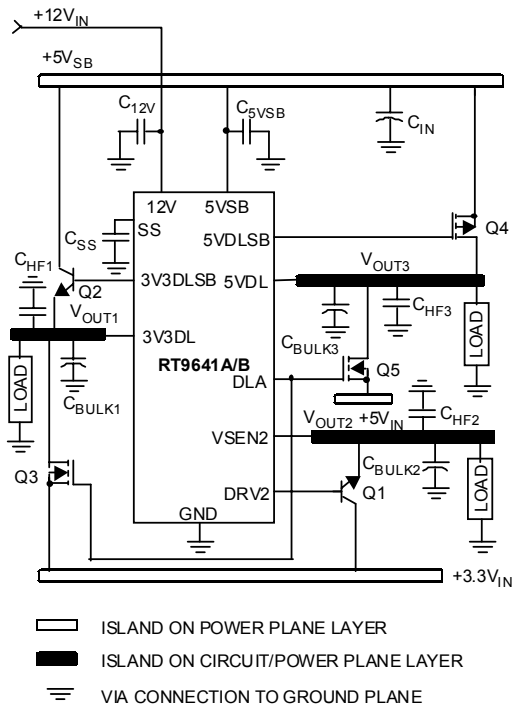 +12VIN
+5VSB
C12V
C5VSB
CIN
12V
5VSB
SS
CSS
5VDLSB
Q4
CHF1
Q2
3V3DLSB
5VDL
VOUT3
VOUT1
3V3DL
CHF3
LOAD
RT9641A/B
CBULK3
LOAD
CBULK1
DLA
Q5
+5VIN
CHF2
VOUT2
VSEN2
Q3
CBULK2
LOAD
DRV2
Q1
GND
+3.3VIN
ISLAND ON POWER PLANE LAYER
ISLAND ON CIRCUIT/POWER PLANE LAYER
VIA CONNECTION TO GROUND PLANE